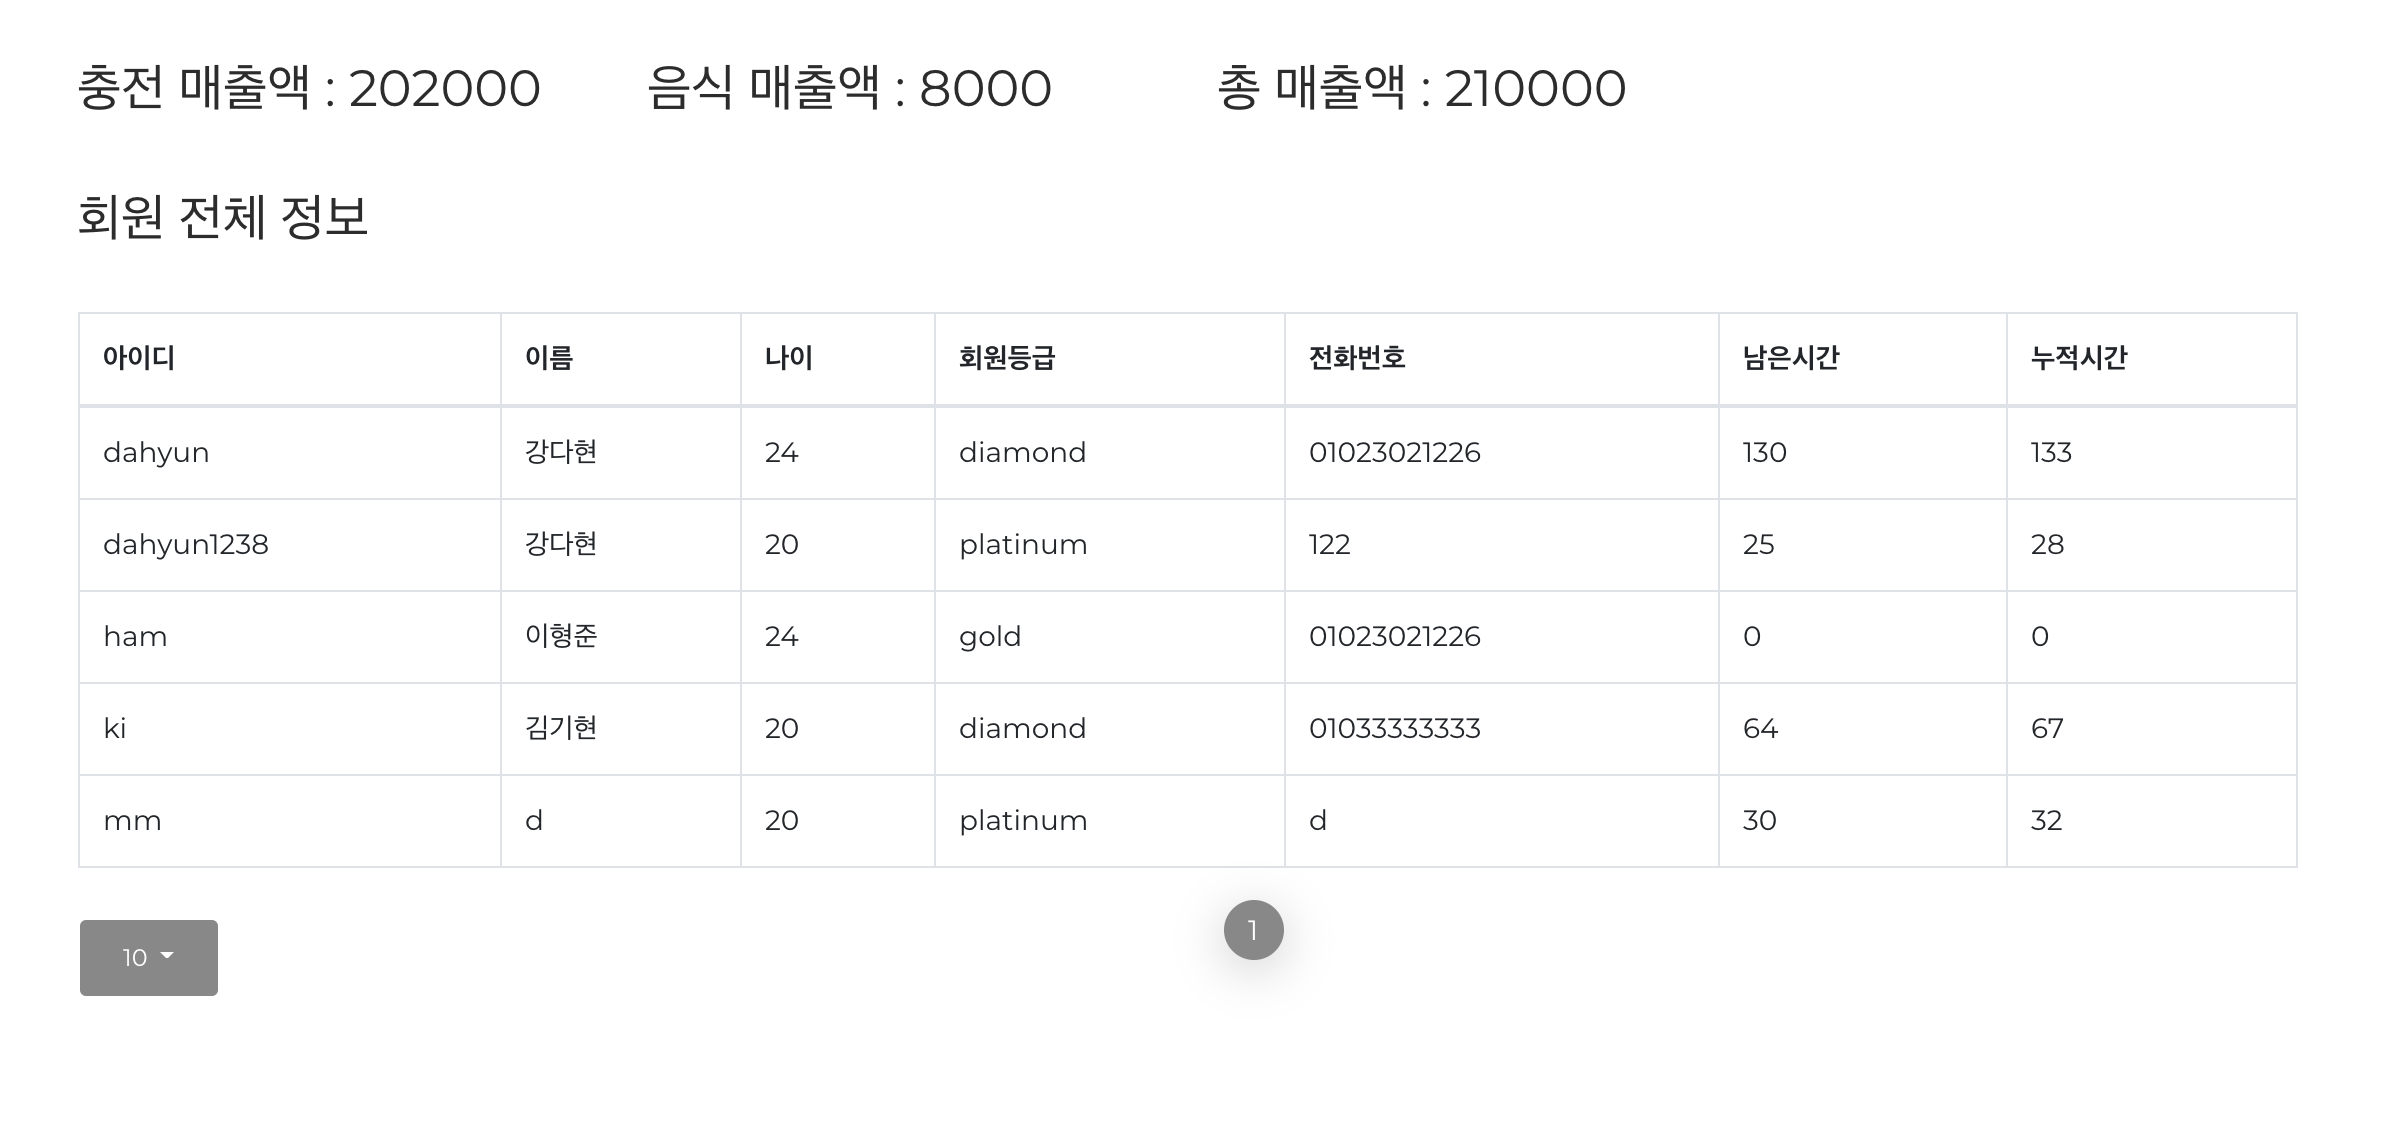 충전 매출액 : 202000 음식 매출액 : 8000 총 매출액 : 210000
회원 전체 정보
아이디 이름 나이 회원등급 전화번호 남은시간 누적시간
dahyun 강다현 24 diamond 01023021226 130 133
dahyun1238 강다현 20 platinum 122 25 28
ham 이형준 24 gold 01023021226 0 0
ki 김기현 20 diamond 01033333333 64 67
mm d 20 platinum d 30 32
1
10